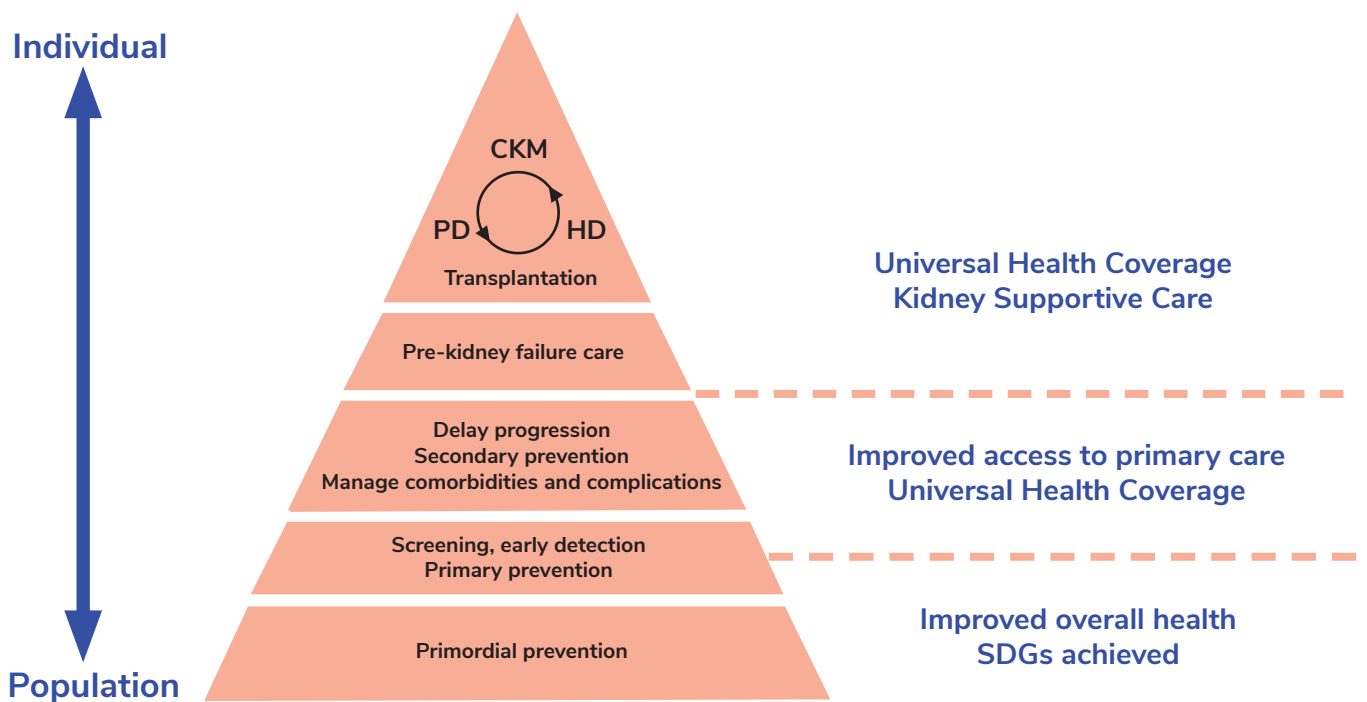 Individual
Population
CKM
PD
HD
Transplantation
Pre-kidney failure care
Delay progression
Secondary prevention
Manage comorbidities and complications
Screening, early detection
Primary prevention
Primordial prevention
Universal Health Coverage
Kidney Supportive Care
Improved access to primary care
Universal Health Coverage
Improved overall health
SDGs achieved